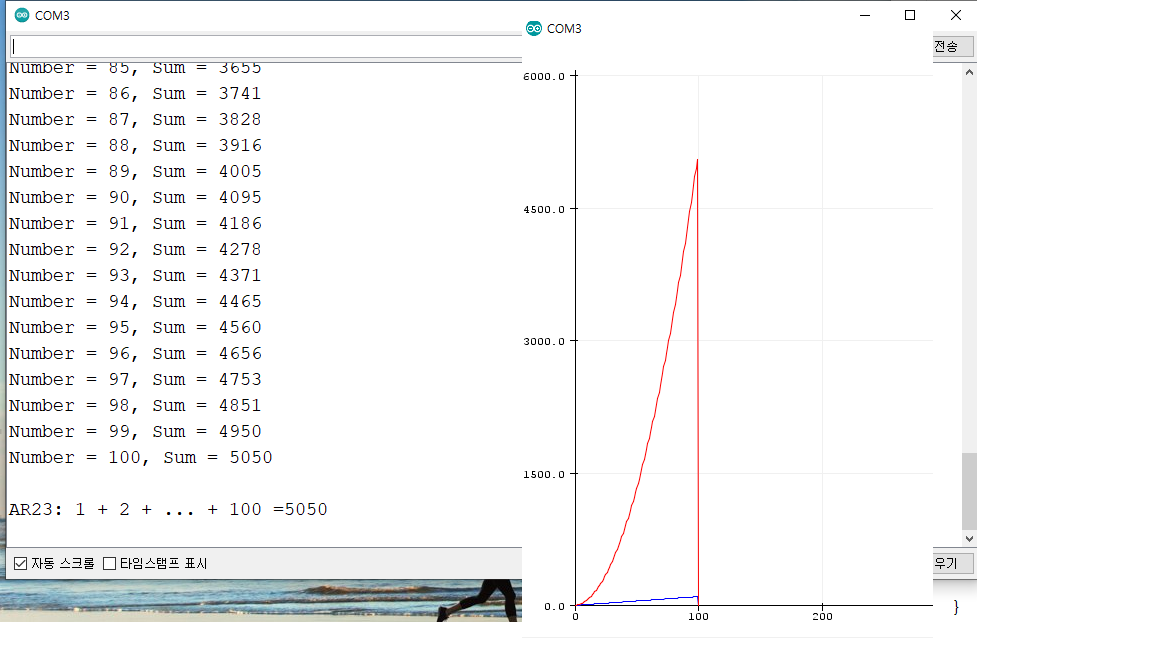 COM3
전송
Number = 85, Sum = 3655
Number = 86, Sum = 3741
Number = 87, Sum = 3828
Number = 88, Sum = 3916
Number = 89, Sum = 4005
Number = 90, Sum = 4095
Number = 91, Sum = 4186
Number = 92, Sum = 4278
Number = 93, Sum = 4371
Number = 94, Sum = 4465
Number = 95, Sum = 4560
Number = 96, Sum = 4656
Number = 97, Sum = 4753
Number = 98, Sum = 4851
Number = 99, Sum = 4950
Number = 100, Sum = 5050
AR23: 1 + 2 + ... + 100 =5050
자동 스크롤 타임스탬프 표시
우기
COM3
6000.0
4500.0
3000.0
1500.0
0.0
0 100 200
}